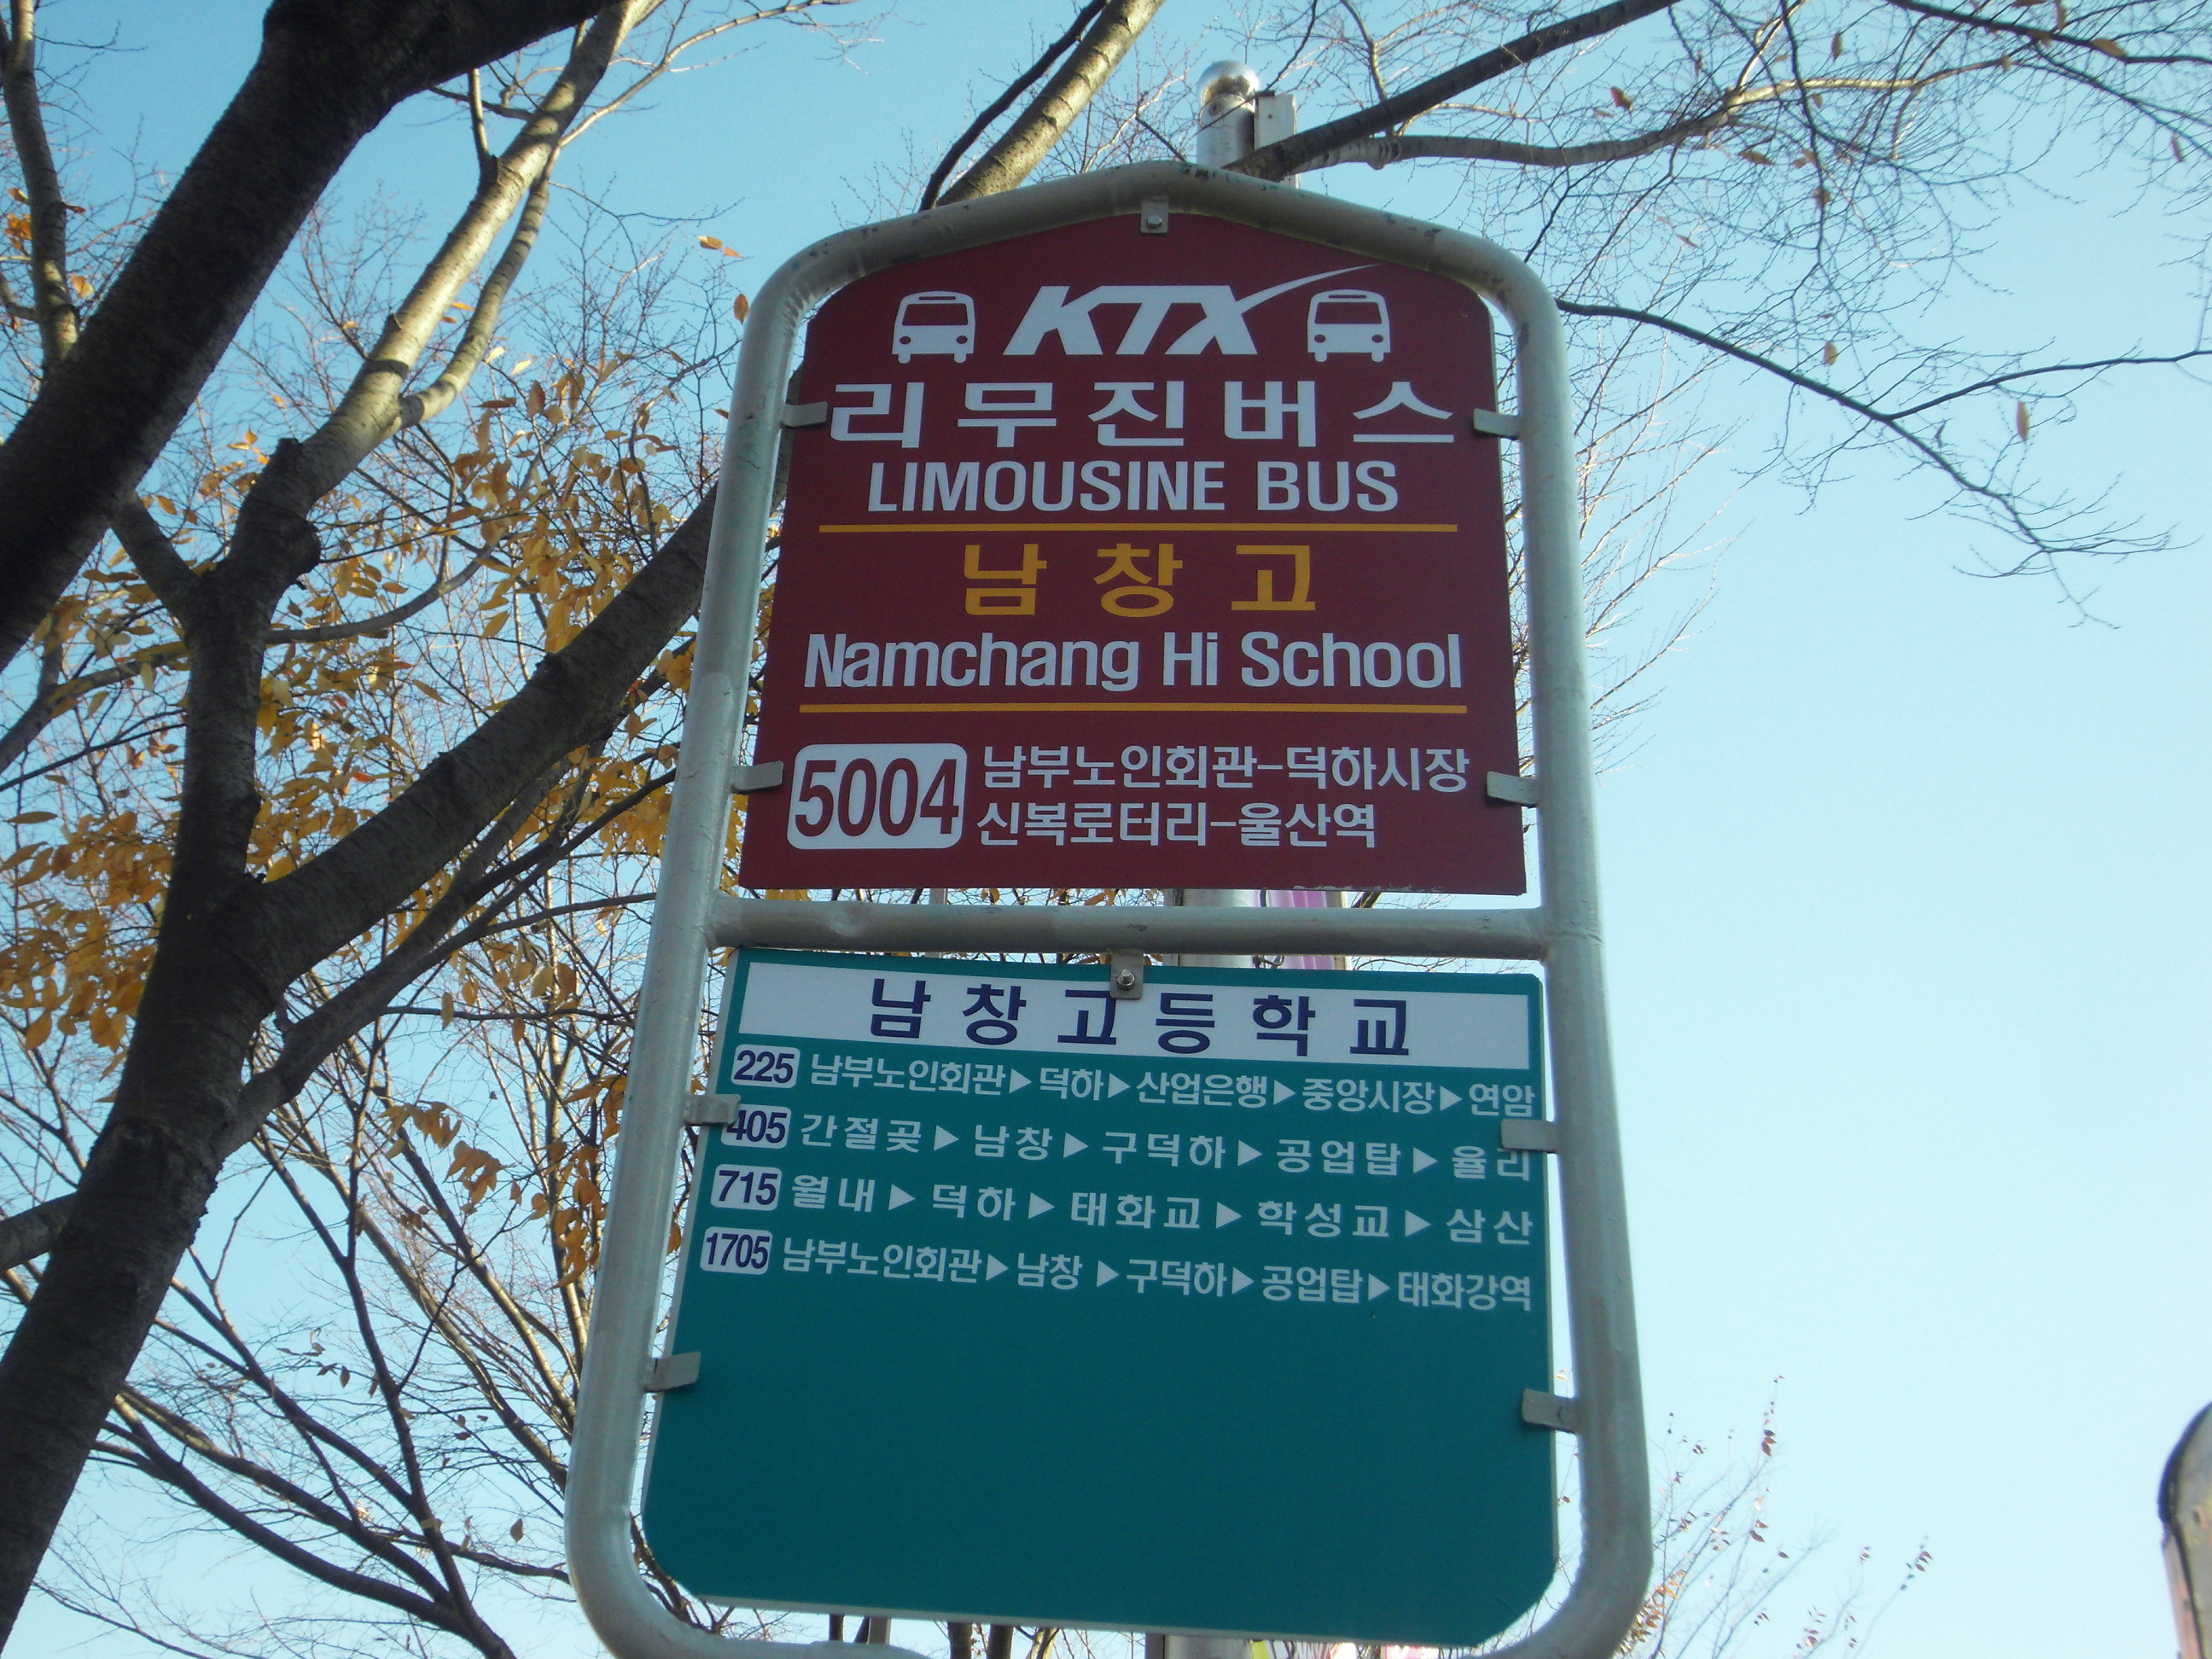 KTX
리무진버스
LIMOUSINE BUS
남창고
Namchang Hi School
5004 남부노인회관-덕하시장
신복로터리-울산역
남창고등학교
225 남부노인회관▶덕하▶산업은행▶중앙시장▶연암
405 간절곶▶남창▶구덕하▶공업탑▶율리
715 월내▶덕하▶태화교▶학성교▶삼산
1705 남부노인회관▶남창▶구덕하▶공업탑▶태화강역